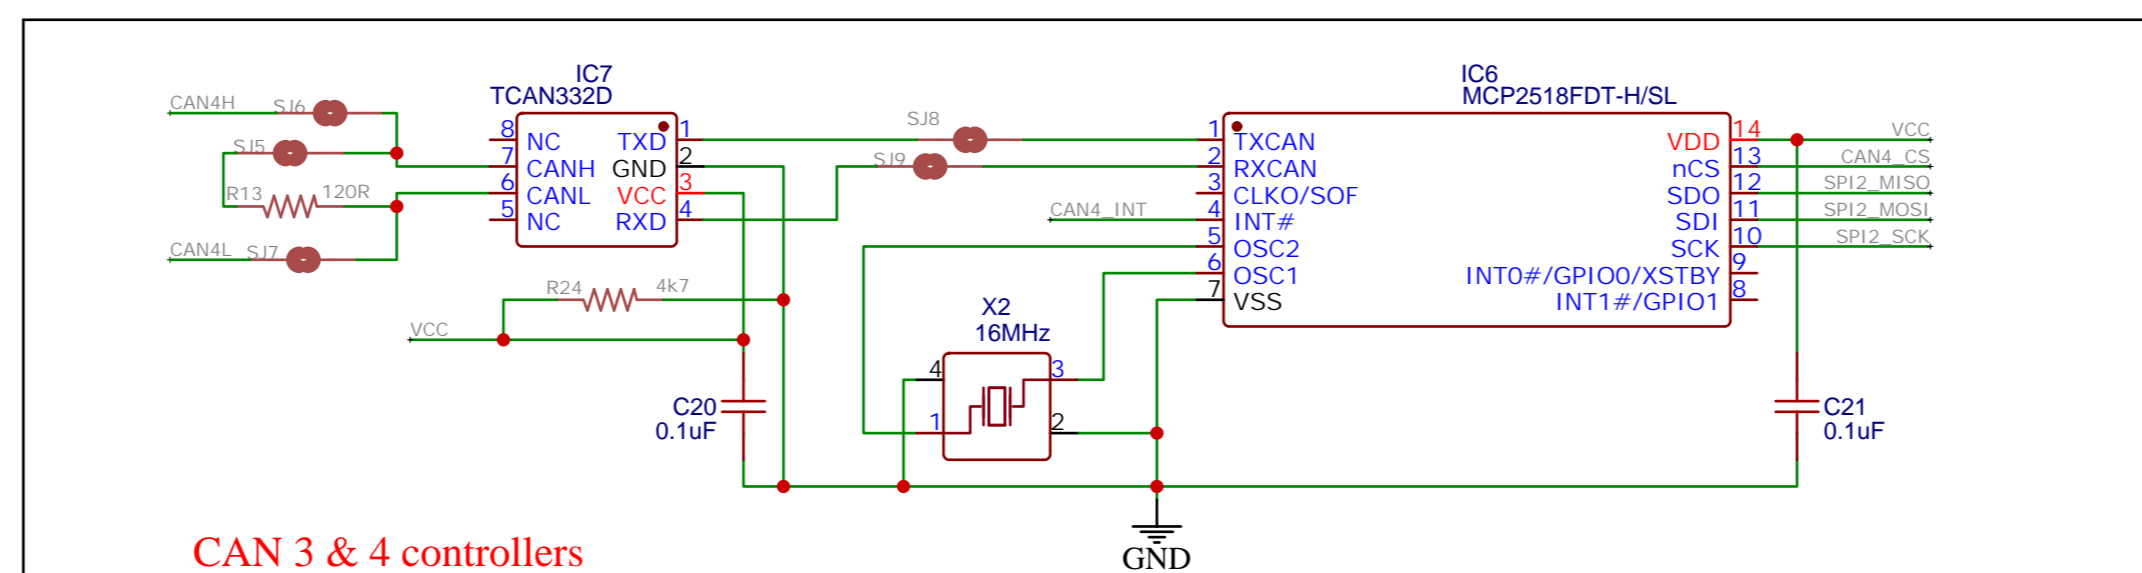 IC7
TCAN332D
IC6
MCP2518FDT-H/SL
CAN4H
SJ6
SJ5
R13
120R
CAN4L
SJ7
8
NC
TXD
1
7
CANH
GND
2
6
CANL
VCC
3
5
NC
RXD
4
SJ8
SJ9
CAN4_INT
1
TXCAN
VDD
14
VCC
2
RXCAN
nCS
13
CAN4_CS
3
CLKO/SOF
SDO
12
SPI2_MISO
4
INT#
SDI
11
SPI2_MOSI
5
OSC2
SCK
10
SPI2_SCK
6
OSC1
INT0#/GPIO0/XSTBY
9
7
VSS
INT1#/GPIO1
8
R24
4k7
VCC
X2
16MHz
4
3
1
2
C20
0.1uF
C21
0.1uF
GND
CAN 3 & 4 controllers